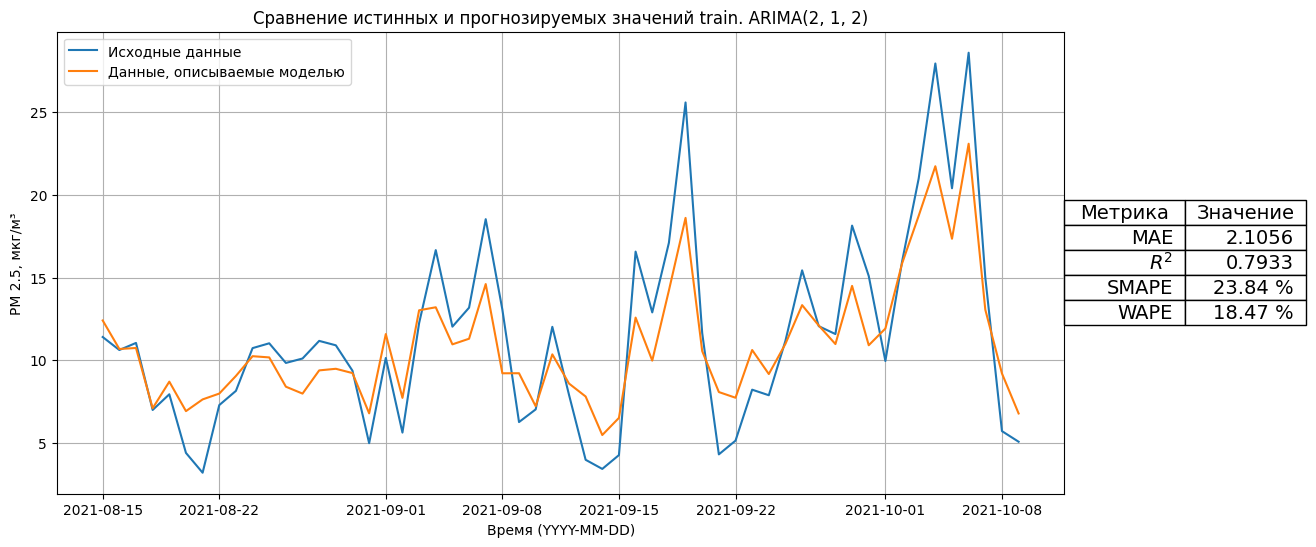 Сравнение истинных и прогнозируемых значений train. ARIMA(2, 1, 2)
Исходные данные
Данные, описываемые моделью
PM 2.5, мкг/м³
25
20
15
10
5
2021-08-15 2021-08-22 2021-09-01 2021-09-08 2021-09-15 2021-09-22 2021-10-01 2021-10-08
Время (YYYY-MM-DD)
Метрика Значение
MAE 2.1056
R² 0.7933
SMAPE 23.84 %
WAPE 18.47 %